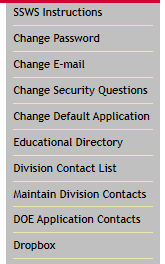 SSWS Instructions
Change Password
Change E-mail
Change Security Questions
Change Default Application
Educational Directory
Division Contact List
Maintain Division Contacts
DOE Application Contacts
Dropbox